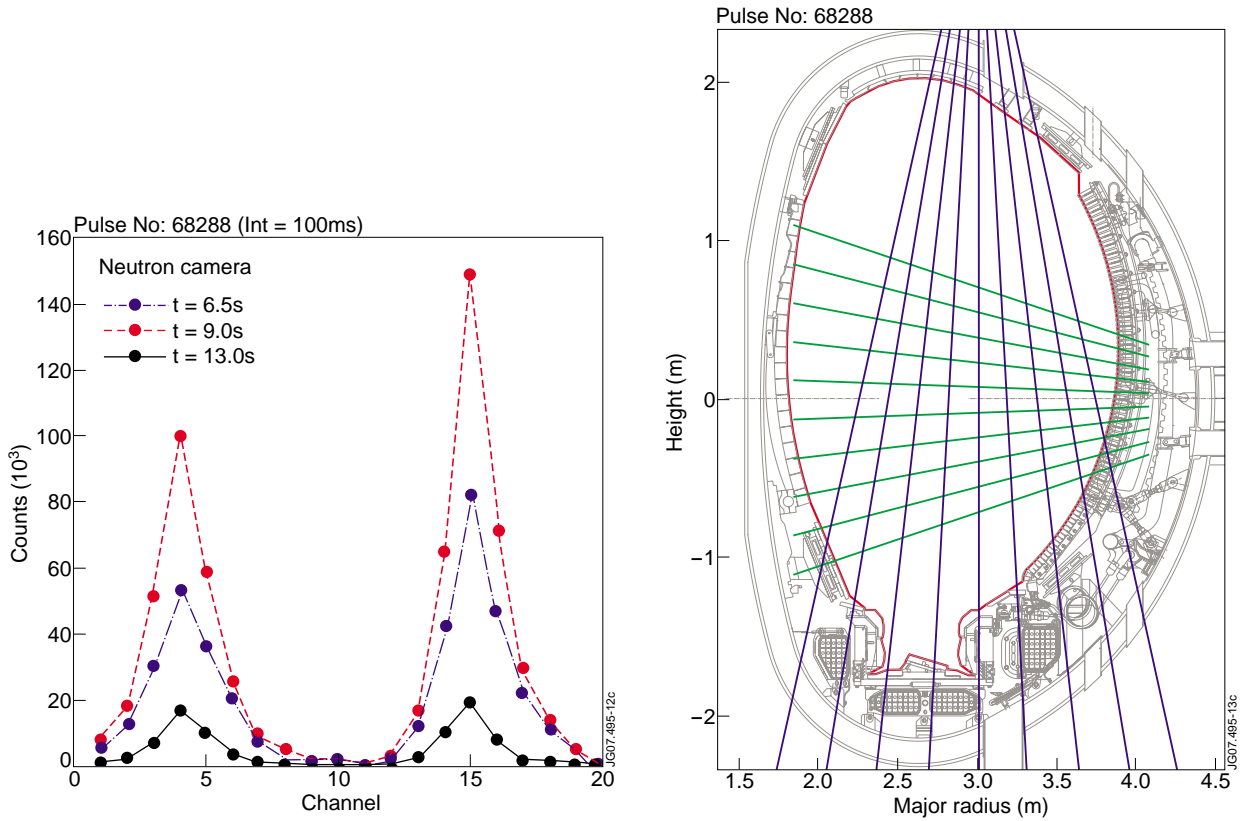 Pulse No: 68288 (Int = 100ms)
160
140
120
100
80
60
40
20
0
Counts (10³)
Neutron camera
t = 6.5s
t = 9.0s
t = 13.0s
0
5
10
15
20
Channel
JG07.495-12c
Pulse No: 68288
2
1
0
−1
−2
Height (m)
1.5
2.0
2.5
3.0
3.5
4.0
4.5
Major radius (m)
JG07.495-13c